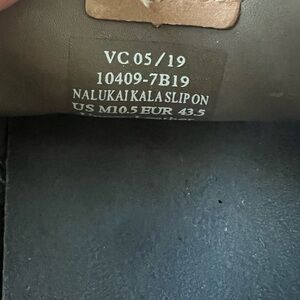 VC 05/19
10409-7B19
NALUKAI KALA SLIP ON
US M10.5 EUR 43.5